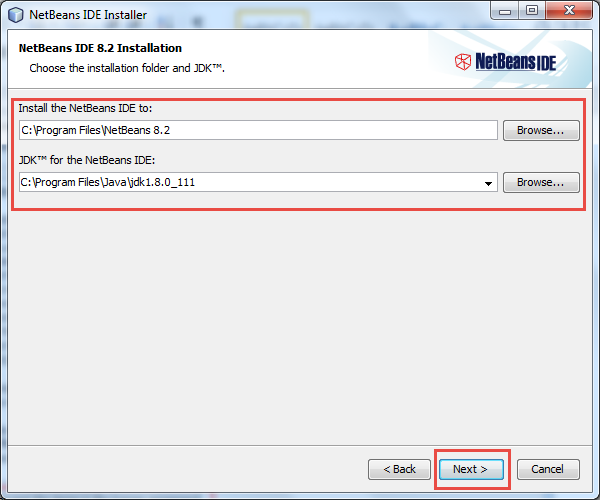 NetBeans IDE Installer
NetBeans IDE 8.2 Installation
Choose the installation folder and JDK™.
NetBeans IDE
Install the NetBeans IDE to:
C:\Program Files\NetBeans 8.2
Browse...
JDK™ for the NetBeans IDE:
C:\Program Files\Java\jdk1.8.0_111
Browse...
< Back
Next >
Cancel